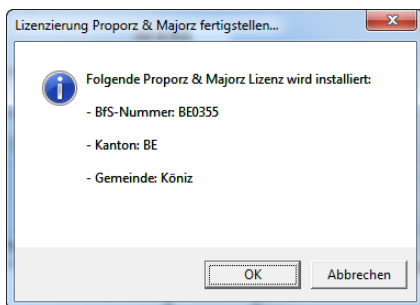 Lizenzierung Proporz & Majorz fertigstellen...
Folgende Proporz & Majorz Lizenz wird installiert:
- BfS-Nummer: BE0355
- Kanton: BE
- Gemeinde: Köniz
OK
Abbrechen